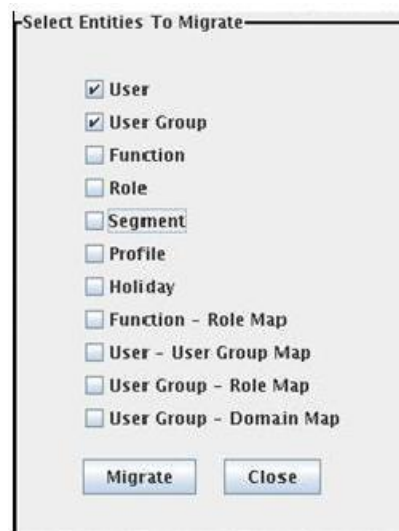 Select Entities To Migrate
User
User Group
Function
Role
Segment
Profile
Holiday
Function - Role Map
User - User Group Map
User Group - Role Map
User Group - Domain Map
Migrate Close